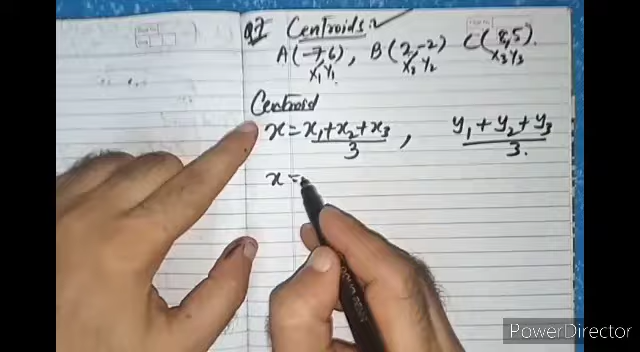 Q7 Centroids
A(-7,6), B(2,-2) C(8,5).
x₁ y₁ x₂ y₂ x₃ y₃
Centroid
x = x₁+x₂+x₃/3 , y₁+y₂+y₃/3.
x =
PowerDirector